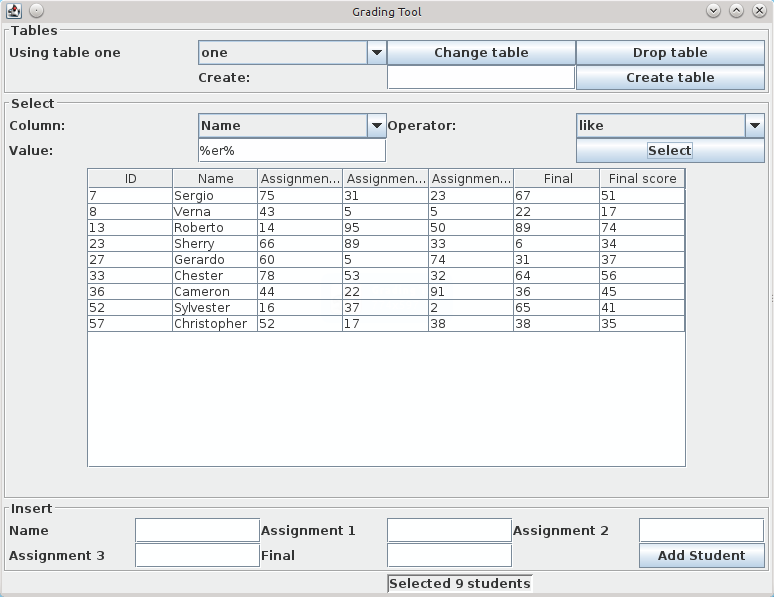 Grading Tool
Tables
Using table one one Change table Drop table
Create: Create table
Select
Column: Name Operator: like
Value: %er% Select
ID Name Assignmen... Assignmen... Assignmen... Final Final score
7 Sergio 75 31 23 67 51
8 Verna 43 5 5 22 17
13 Roberto 14 95 50 89 74
23 Sherry 66 89 33 6 34
27 Gerardo 60 5 74 31 37
33 Chester 78 53 32 64 56
36 Cameron 44 22 91 36 45
52 Sylvester 16 37 2 65 41
57 Christopher 52 17 38 38 35
Insert
Name Assignment 1 Assignment 2
Assignment 3 Final Add Student
Selected 9 students